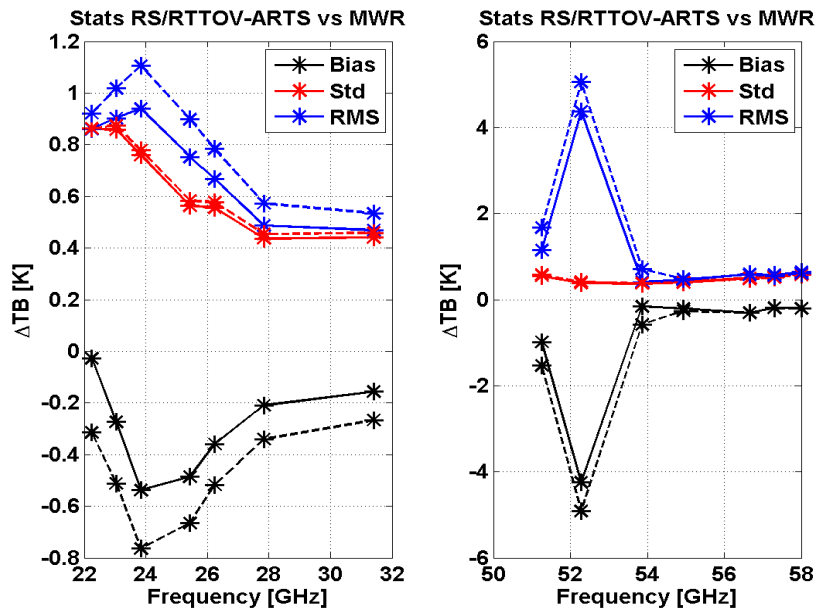 Stats RS/RTTOV-ARTS vs MWR
1.2
1
0.8
0.6
0.4
0.2
0
-0.2
-0.4
-0.6
-0.8
ΔTB [K]
Bias
Std
RMS
22 24 26 28 30 32
Frequency [GHz]
Stats RS/RTTOV-ARTS vs MWR
6
4
2
0
-2
-4
-6
ΔTB [K]
Bias
Std
RMS
50 52 54 56 58
Frequency [GHz]